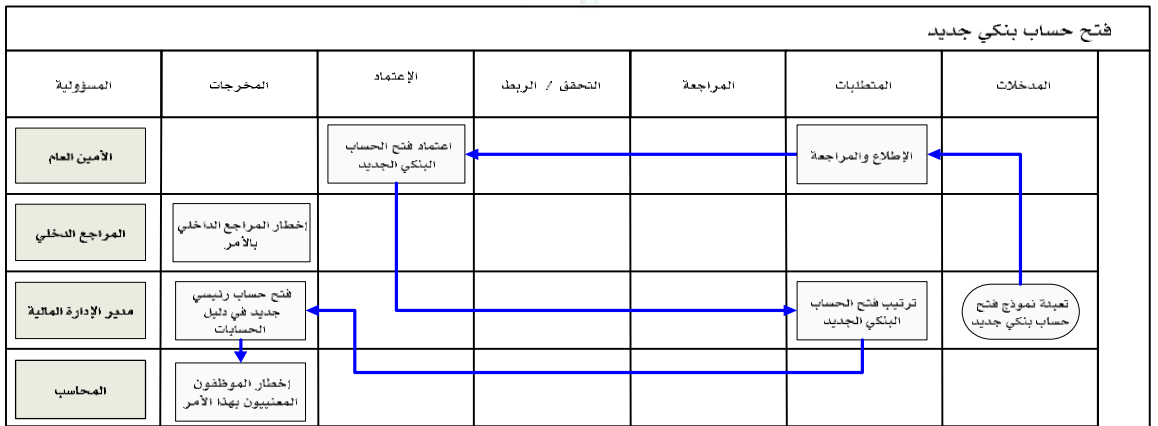 فتح حساب بنكي جديد
المدخلات
المتطلبات
المراجعة
التحقق / الربط
الإعتماد
المخرجات
المسؤولية
الإطلاع والمراجعة
اعتماد فتح الحساب
البنكي الجديد
الأمين العام
إخطار المراجع الداخلي
بالأمر
المراجع الدخلي
تعبئة نموذج فتح
حساب بنكي جديد
ترتيب فتح الحساب
البنكي الجديد
فتح حساب رئيسي
جديد في دليل
الحسابات
مدير الإدارة المالية
إخطار الموظفون
المعنييون بهذا الأمر
المحاسب